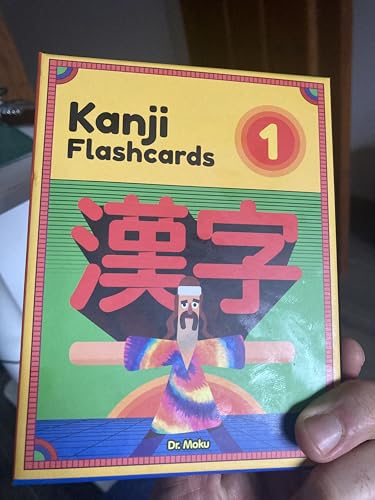 Kanji
Flashcards
1
漢字
Dr. Moku